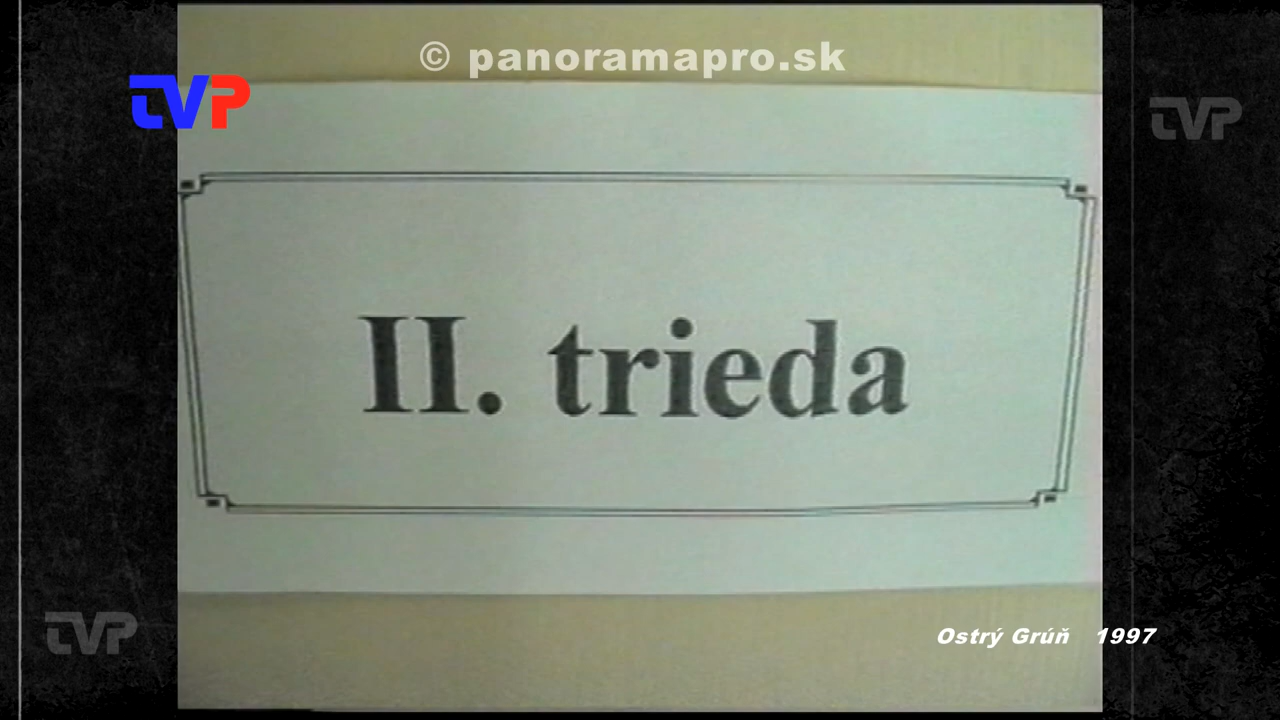 © panoramapro.sk
TVP
TVP
II. trieda
TVP
Ostrý Grúň 1997